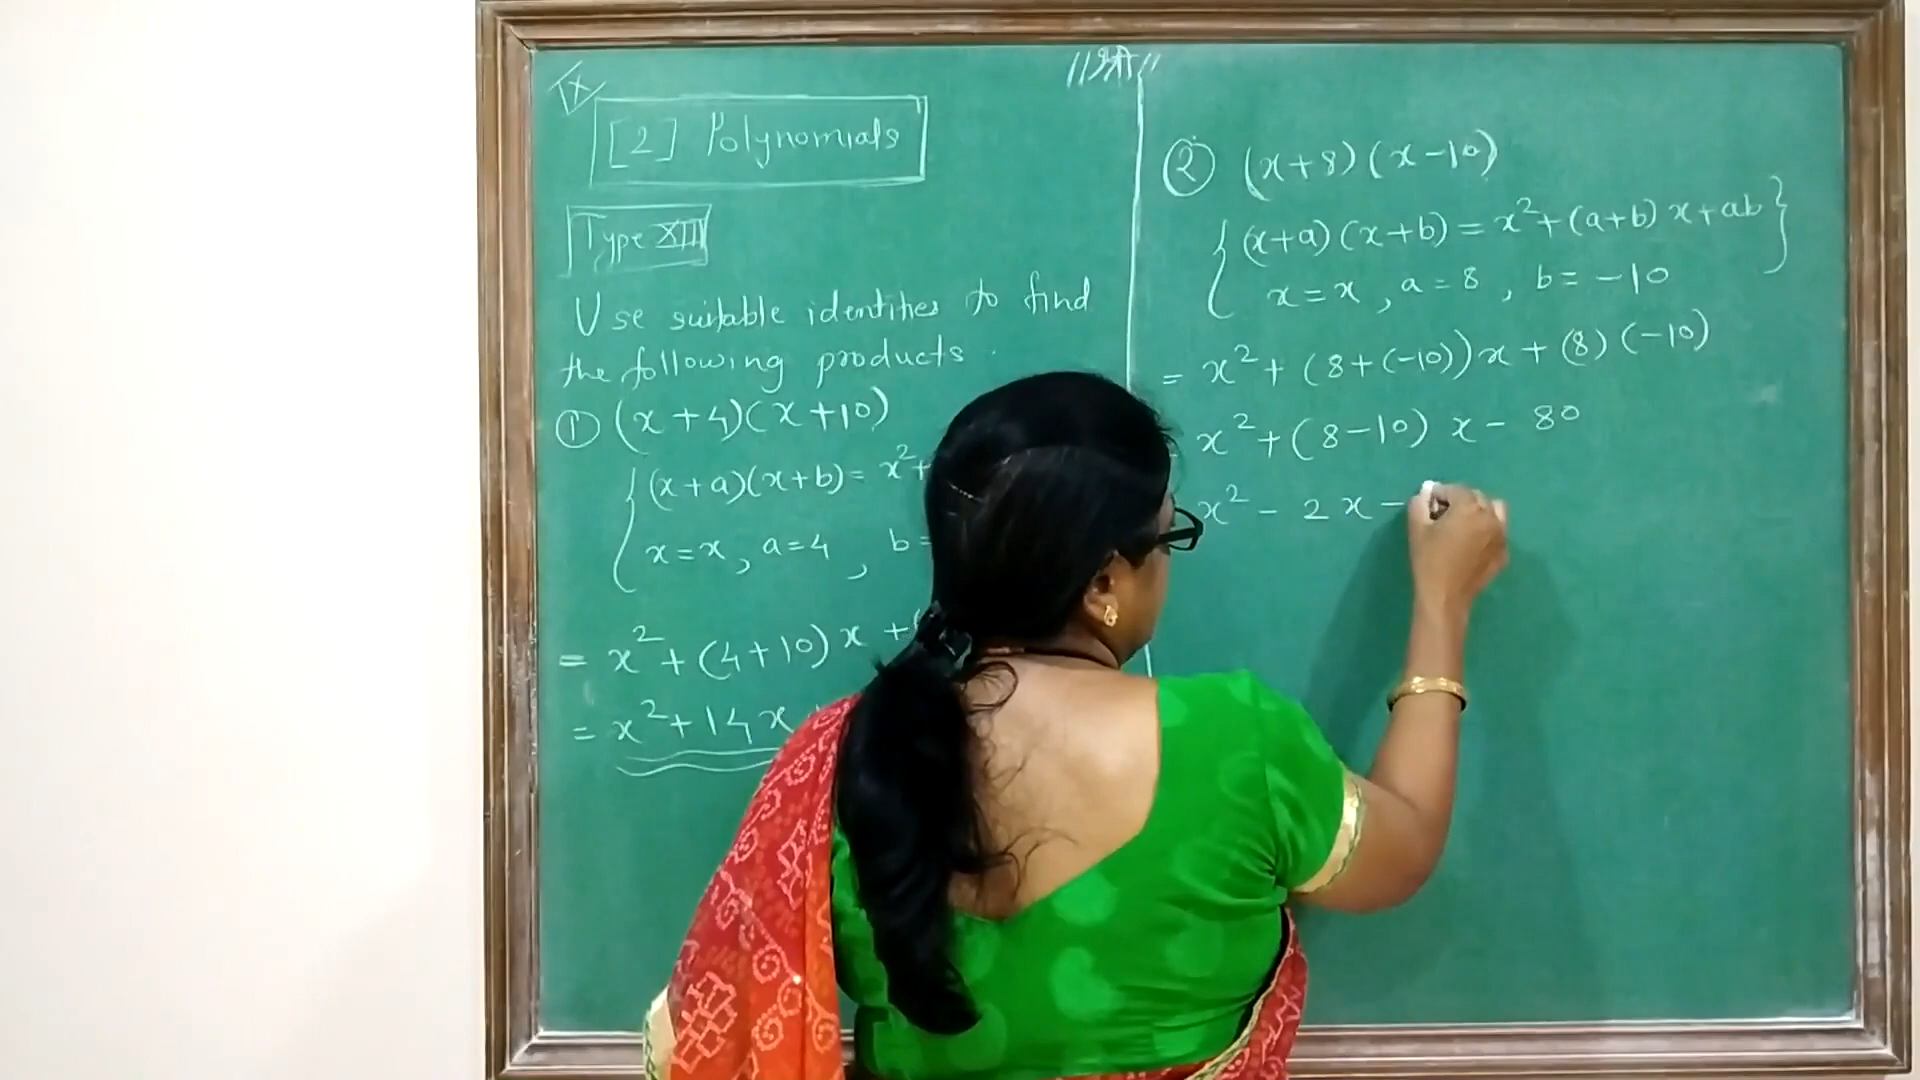 IX
॥ श्री ॥
[2] Polynomials
Type XIII
Use suitable identities to find
the following products.
① (x+4)(x+10)
{(x+a)(x+b)= x²+
x=x, a=4, b=
= x²+(4+10)x+
= x²+14x
② (x+8)(x-10)
{(x+a)(x+b)=x²+(a+b)x+ab}
x=x, a=8, b=-10
= x²+(8+(-10))x+(8)(-10)
x²+(8-10)x-80
x²-2x-